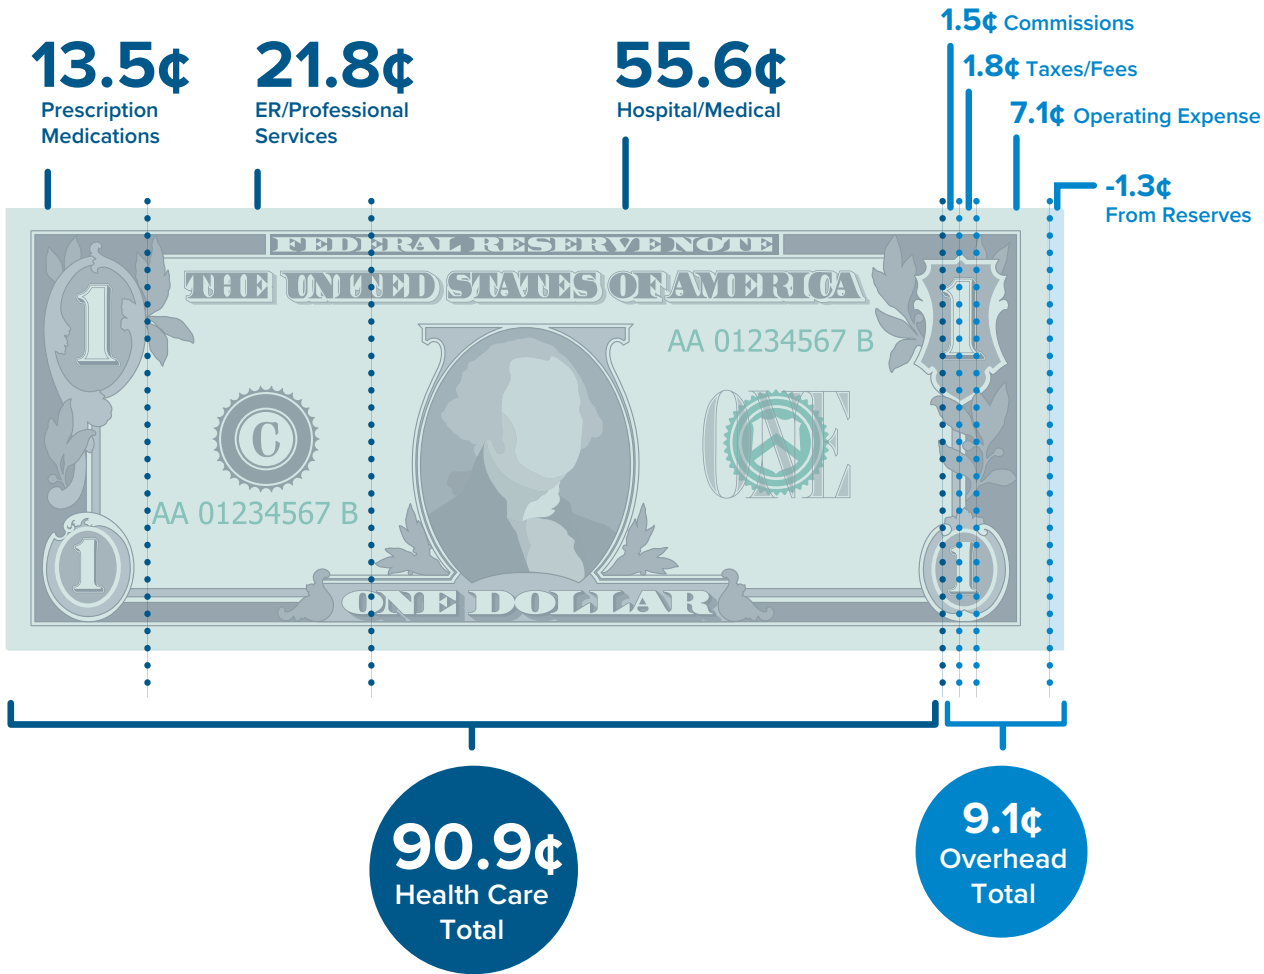 13.5¢
Prescription
Medications
21.8¢
ER/Professional
Services
55.6¢
Hospital/Medical
1.5¢ Commissions
1.8¢ Taxes/Fees
7.1¢ Operating Expense
-1.3¢
From Reserves
FEDERAL RESERVE NOTE
THE UNITED STATES OF AMERICA
1
1
AA 01234567 B
C
ONE
AA 01234567 B
1
1
ONE DOLLAR
90.9¢
Health Care
Total
9.1¢
Overhead
Total